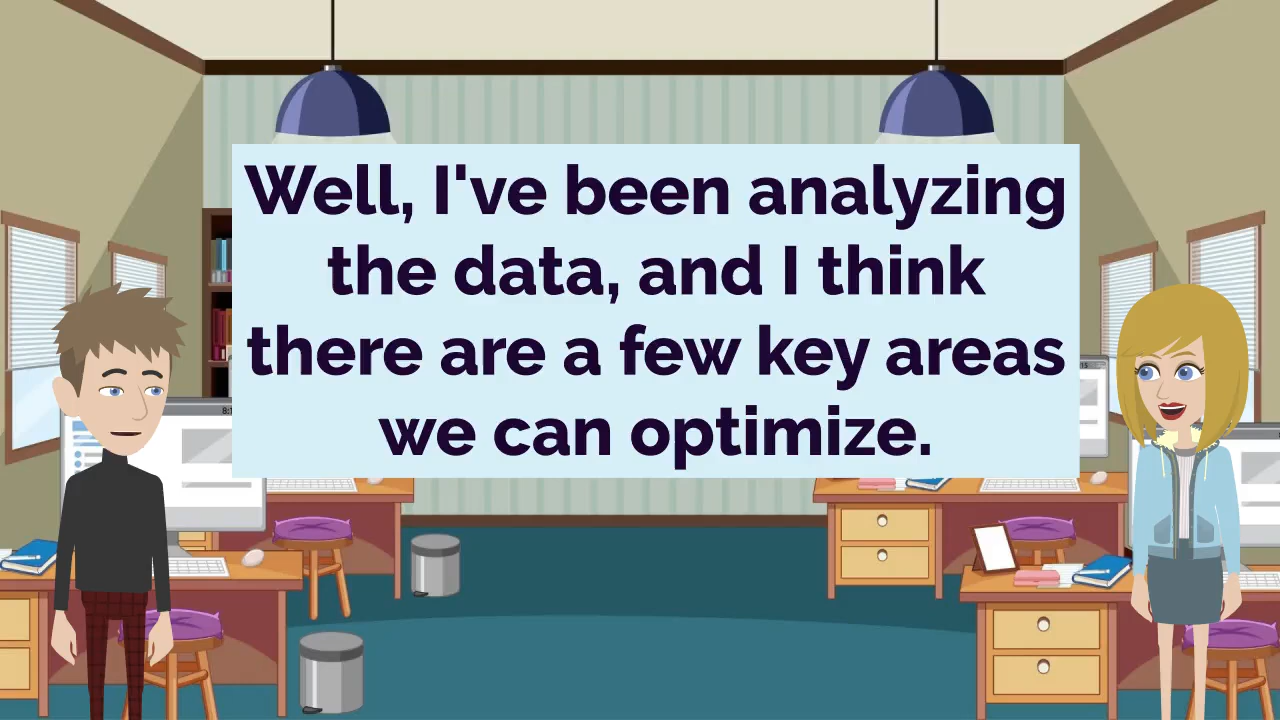 Well, I've been analyzing
the data, and I think
there are a few key areas
we can optimize.